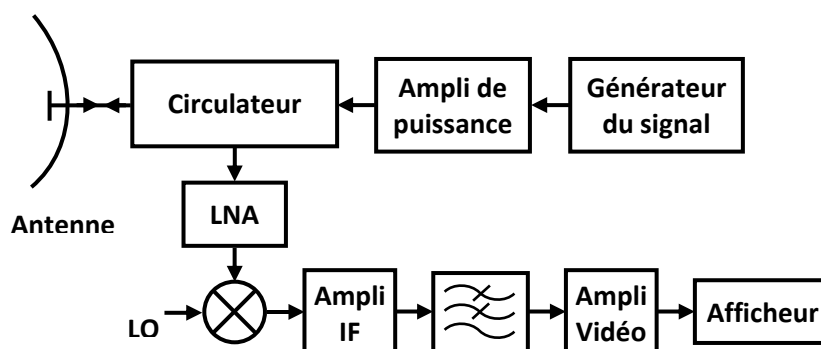 Circulateur
Ampli de
puissance
Générateur
du signal
Antenne
LNA
LO
Ampli
IF
Ampli
Vidéo
Afficheur